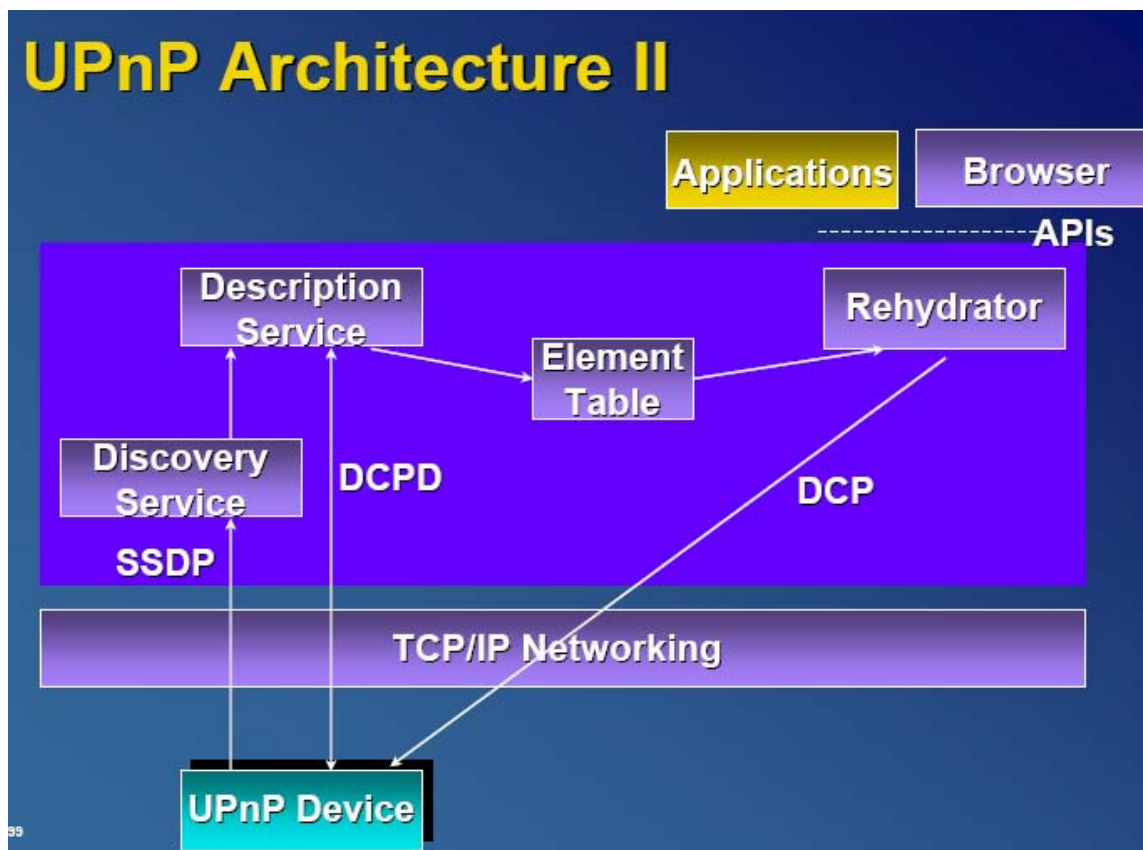 UPnP Architecture II
Applications
Browser
APIs
Description
Service
Rehydrator
Element
Table
Discovery
Service
DCPD
DCP
SSDP
TCP/IP Networking
UPnP Device
99